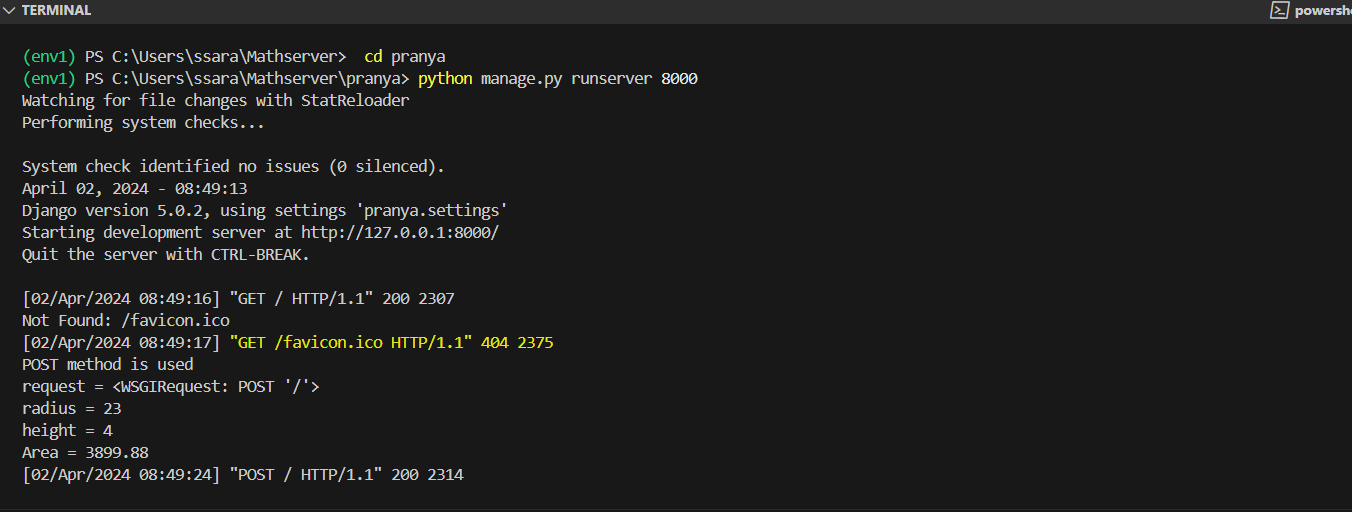 TERMINAL
(env1) PS C:\Users\ssara\Mathserver>  cd pranya
(env1) PS C:\Users\ssara\Mathserver\pranya> python manage.py runserver 8000
Watching for file changes with StatReloader
Performing system checks...
System check identified no issues (0 silenced).
April 02, 2024 - 08:49:13
Django version 5.0.2, using settings 'pranya.settings'
Starting development server at http://127.0.0.1:8000/
Quit the server with CTRL-BREAK.
[02/Apr/2024 08:49:16] "GET / HTTP/1.1" 200 2307
Not Found: /favicon.ico
[02/Apr/2024 08:49:17] "GET /favicon.ico HTTP/1.1" 404 2375
POST method is used
request = <WSGIRequest: POST '/'>
radius = 23
height = 4
Area = 3899.88
[02/Apr/2024 08:49:24] "POST / HTTP/1.1" 200 2314